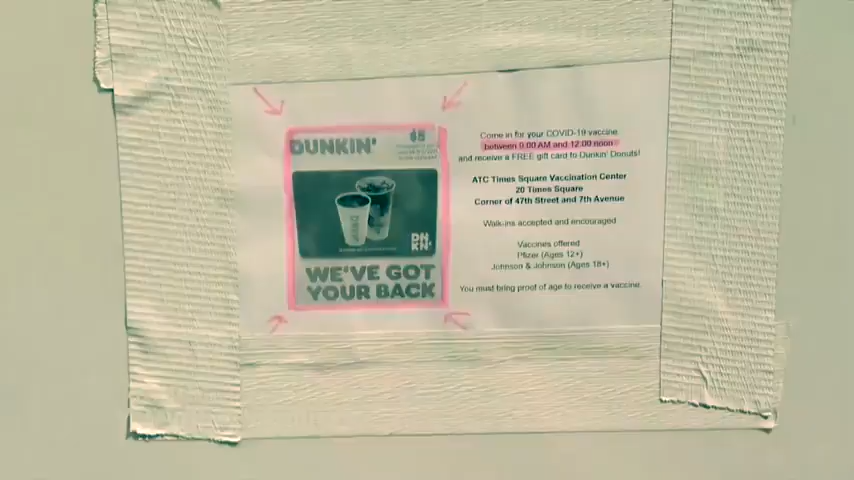 DUNKIN'
$5
WE'VE GOT
YOUR BACK
DN
KN'
Come in for your COVID-19 vaccine
between 9:00 AM and 12:00 noon
and receive a FREE gift card to Dunkin' Donuts!
ATC Times Square Vaccination Center
20 Times Square
Corner of 47th Street and 7th Avenue
Walk-ins accepted and encouraged
Vaccines offered
Pfizer (Ages 12+)
Johnson & Johnson (Ages 18+)
You must bring proof of age to receive a vaccine.